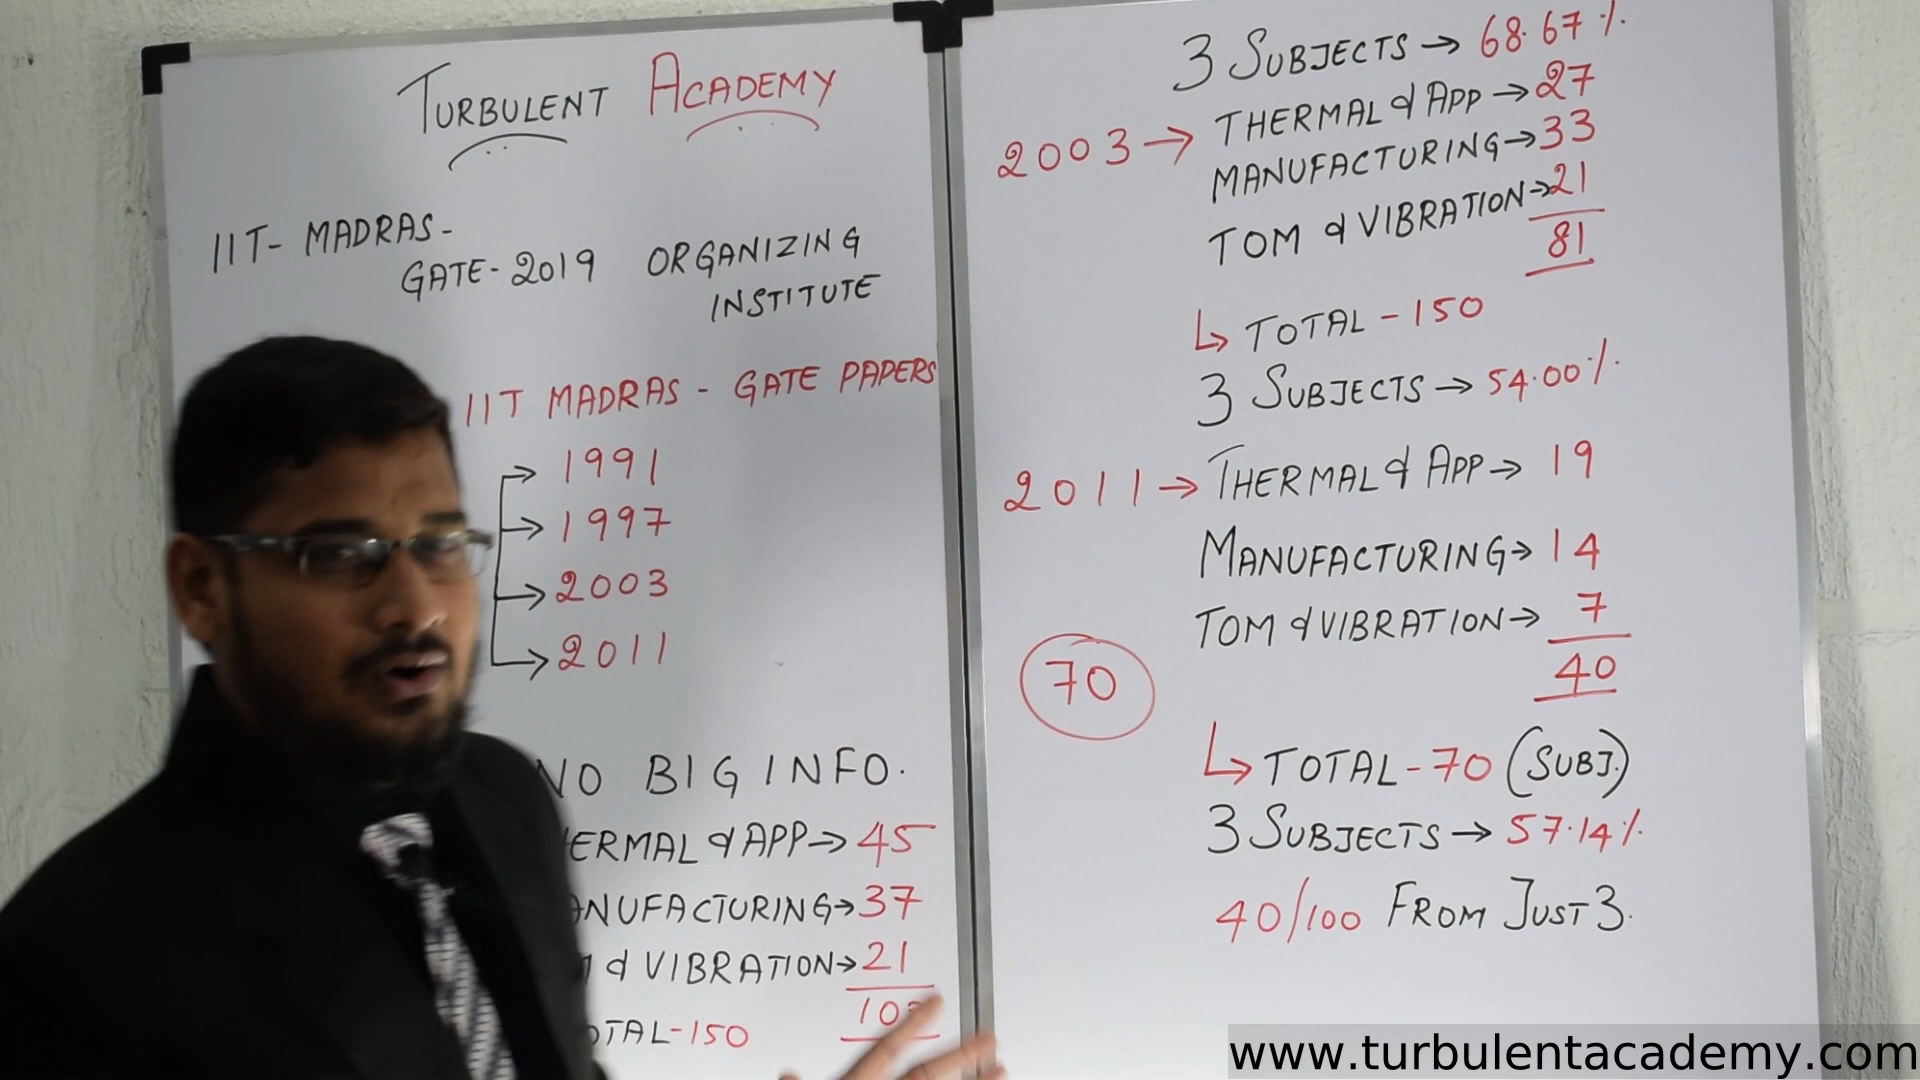 TURBULENT ACADEMY
IIT- MADRAS-
GATE-2019 ORGANIZING
INSTITUTE
IIT MADRAS - GATE PAPERS
→ 1991
→ 1997
→ 2003
→ 2011
NO BIG INFO.
ERMAL & APP → 45
ANUFACTURING → 37
& VIBRATION → 21
OTAL-150
3 SUBJECTS → 68.67%
2003 → THERMAL & APP → 27
MANUFACTURING → 33
TOM & VIBRATION → 21
81
↳ TOTAL - 150
3 SUBJECTS → 54.00%
2011 → THERMAL & APP → 19
MANUFACTURING → 14
TOM & VIBRATION → 7
40
70
↳ TOTAL - 70 (SUBJ.)
3 SUBJECTS → 57.14%
40/100 FROM JUST 3.
www.turbulentacademy.com